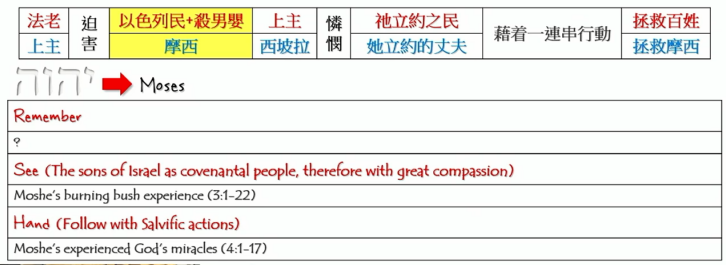 法老 迫害 以色列民+殺男嬰 上主 憐憫 祂立約之民 藉着一連串行動 拯救百姓
上主 摩西 西坡拉 她立約的丈夫 拯救摩西
יהוה Moses
Remember
?
See (The sons of Israel as covenantal people, therefore with great compassion)
Moshe's burning bush experience (3:1-22)
Hand (Follow with Salvific actions)
Moshe's experienced God's miracles (4:1-17)